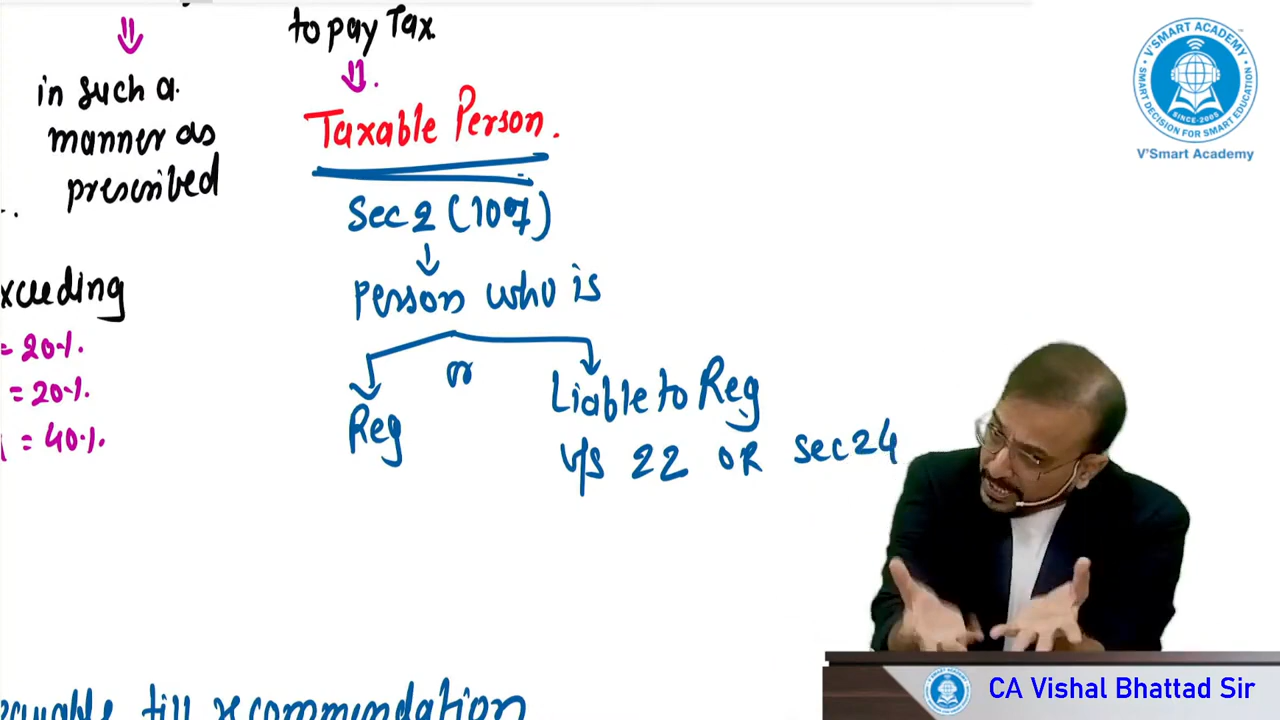 to pay Tax
in such a
manner as
prescribed
Taxable Person.
Sec 2 (107)
Person who is
Reg
or
Liable to Reg
u/s 22 OR sec 24
= 20%.
= 20%.
= 40%.
till recommendation
V'SMART ACADEMY
SINCE-2005
SMART DECISION FOR SMART EDUCATION
V'Smart Academy
CA Vishal Bhattad Sir